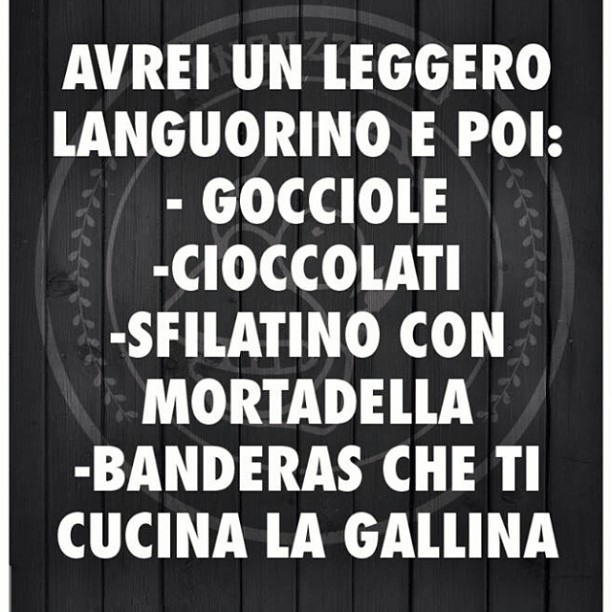 AVREI UN LEGGERO
LANGUORINO E POI:
- GOCCIOLE
-CIOCCOLATI
-SFILATINO CON
MORTADELLA
-BANDERAS CHE TI
CUCINA LA GALLINA